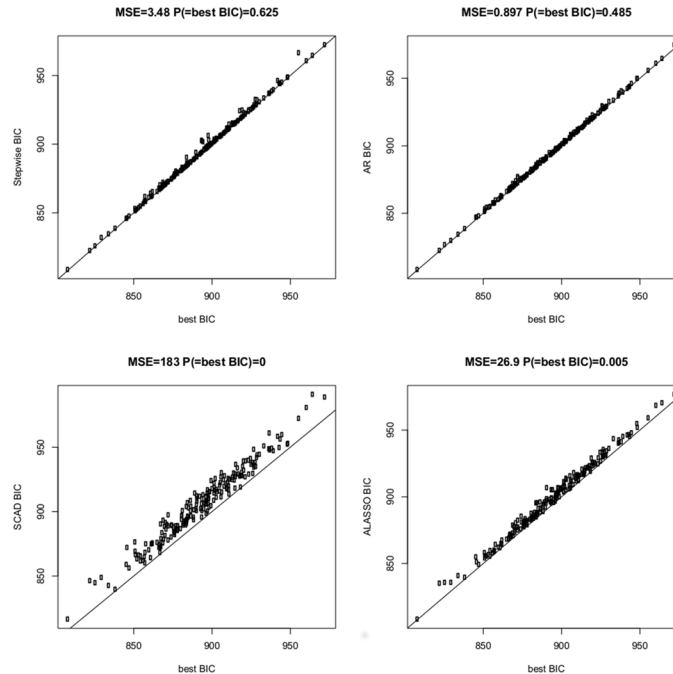 MSE=3.48 P(=best BIC)=0.625
Stepwise BIC
950
900
850
850 900 950
best BIC
MSE=0.897 P(=best BIC)=0.485
AR BIC
950
900
850
850 900 950
best BIC
MSE=183 P(=best BIC)=0
SCAD BIC
950
900
850
850 900 950
best BIC
MSE=26.9 P(=best BIC)=0.005
ALASSO BIC
950
900
850
850 900 950
best BIC